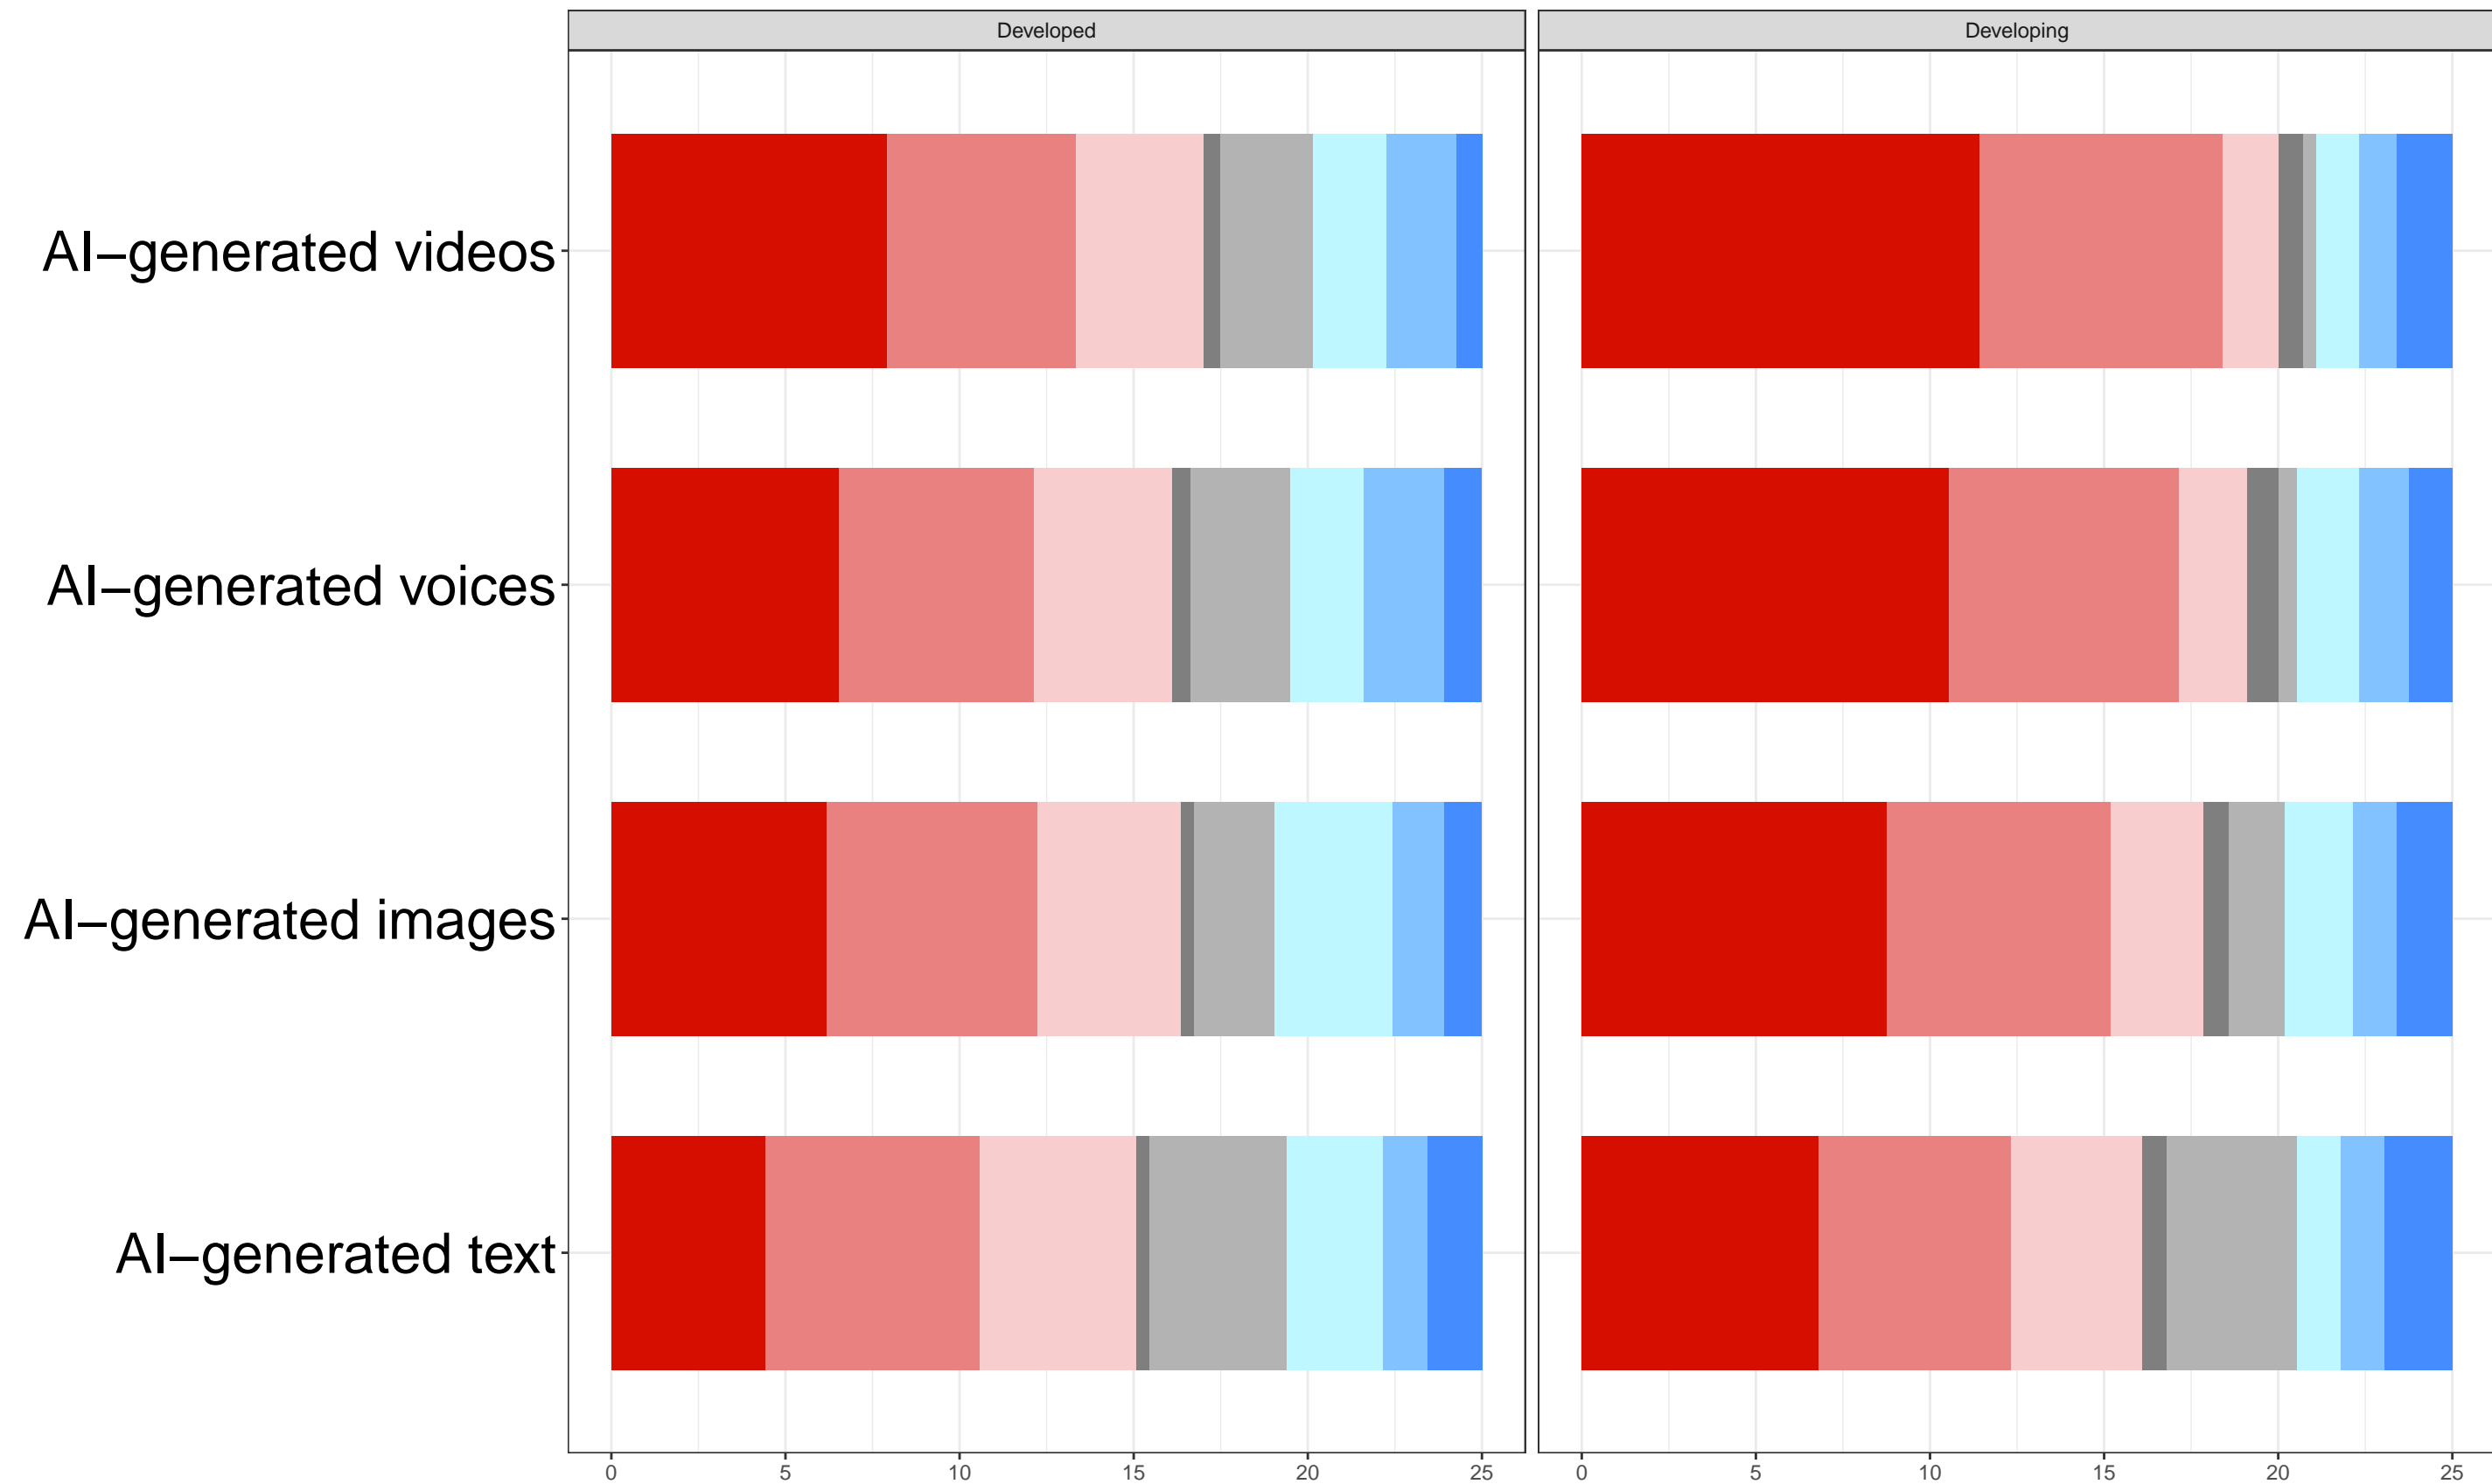 Developed
Developing
AI–generated videos
AI–generated voices
AI–generated images
AI–generated text
0 5 10 15 20 25
0 5 10 15 20 25